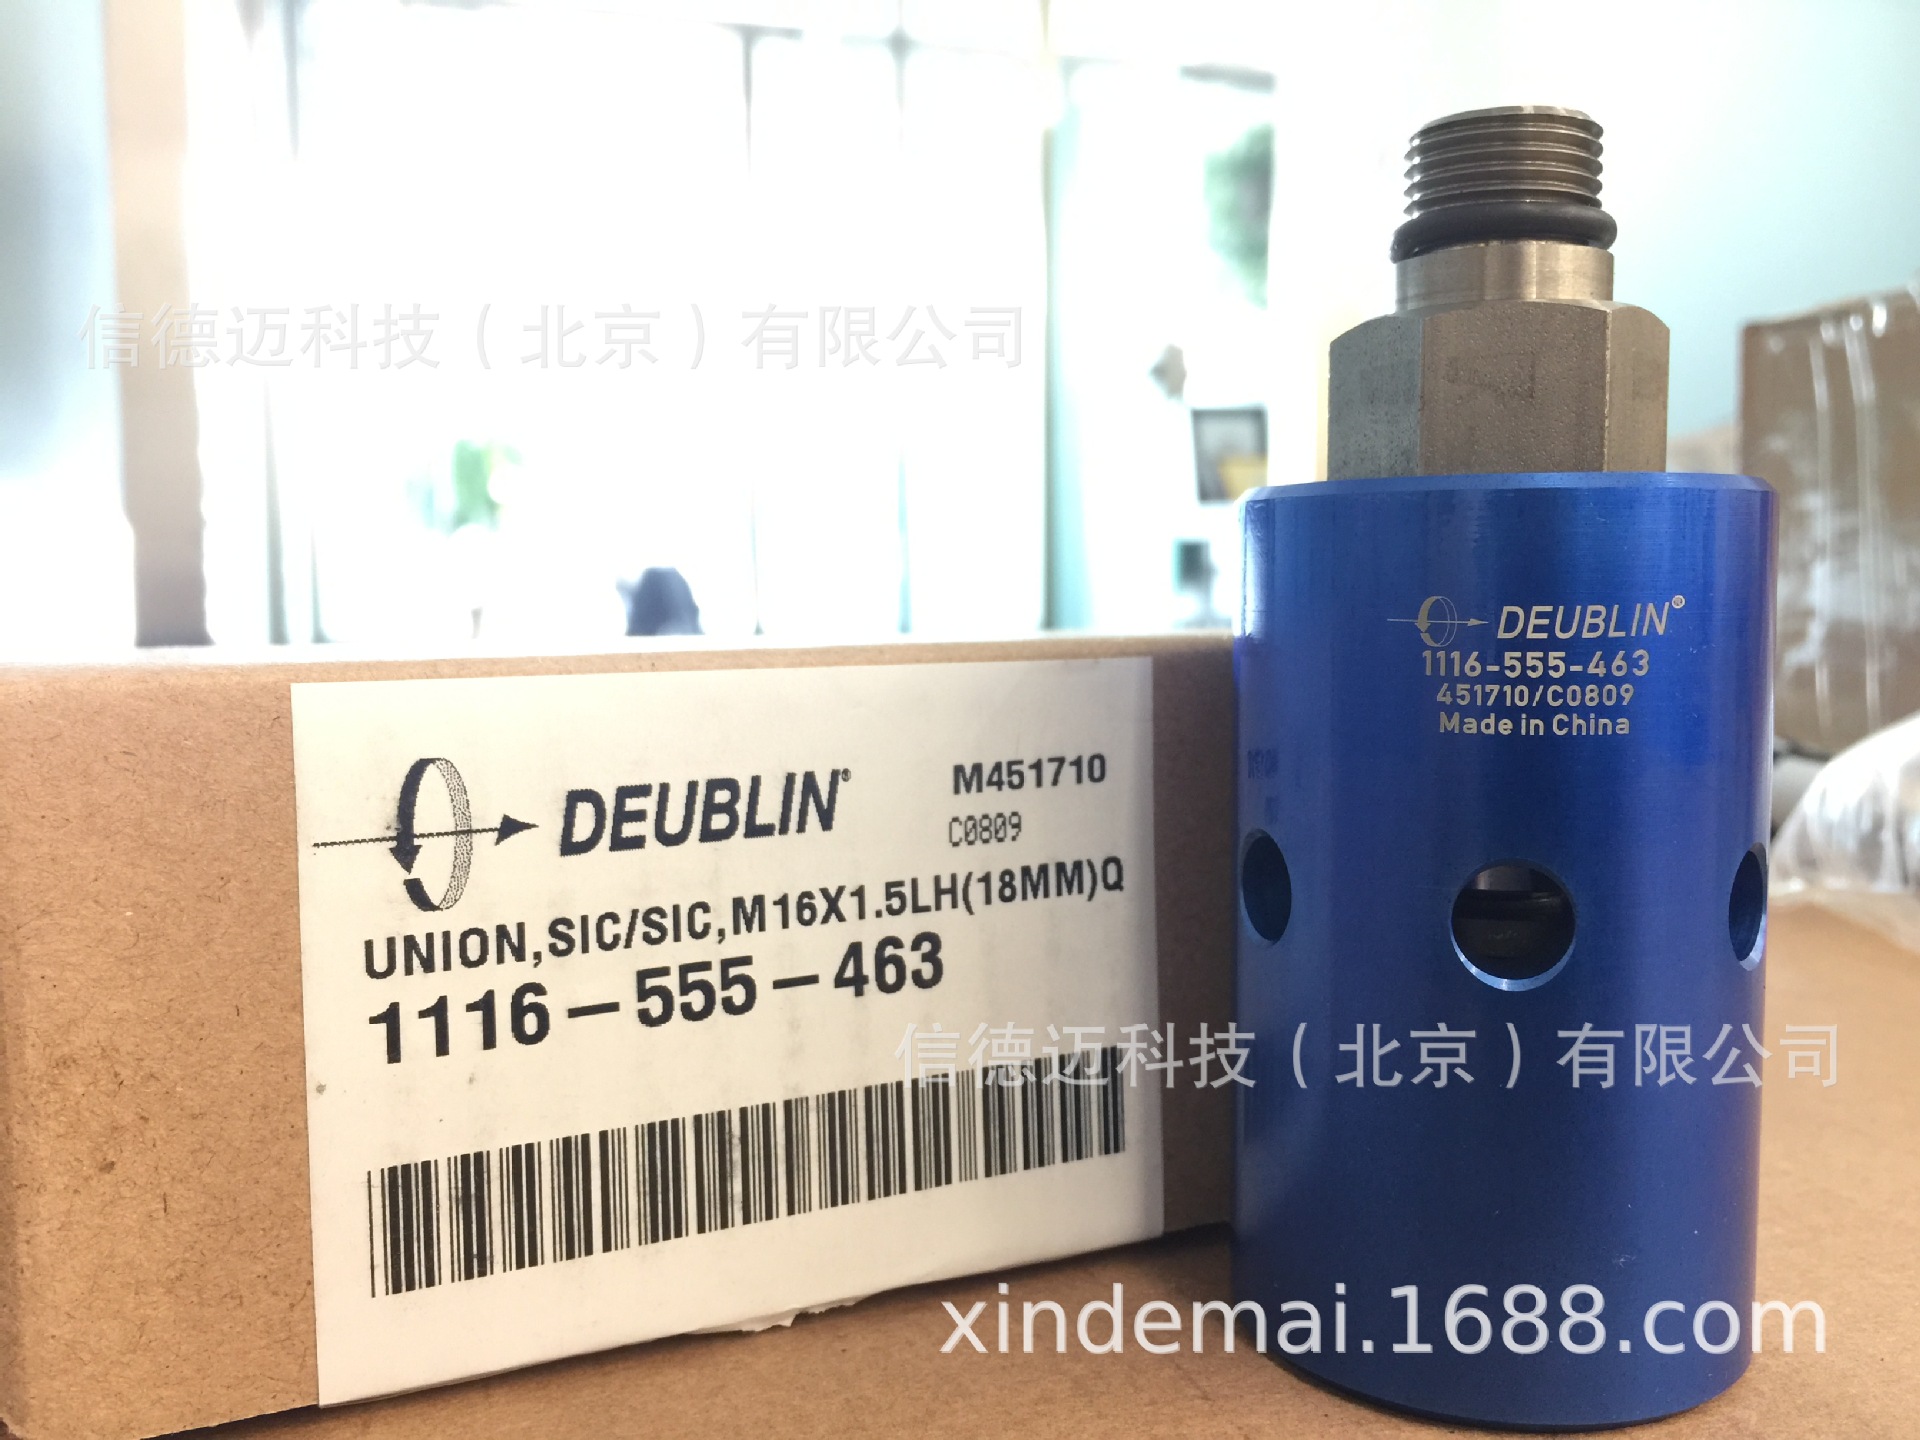 信德迈科技（北京）有限公司
DEUBLIN®
1116-555-463
451710/C0809
Made in China
DEUBLIN®
M451710
C0809
UNION,SIC/SIC,M16X1.5LH(18MM)Q
1116-555-463
信德迈科技（北京）有限公司
xindemai.1688.com